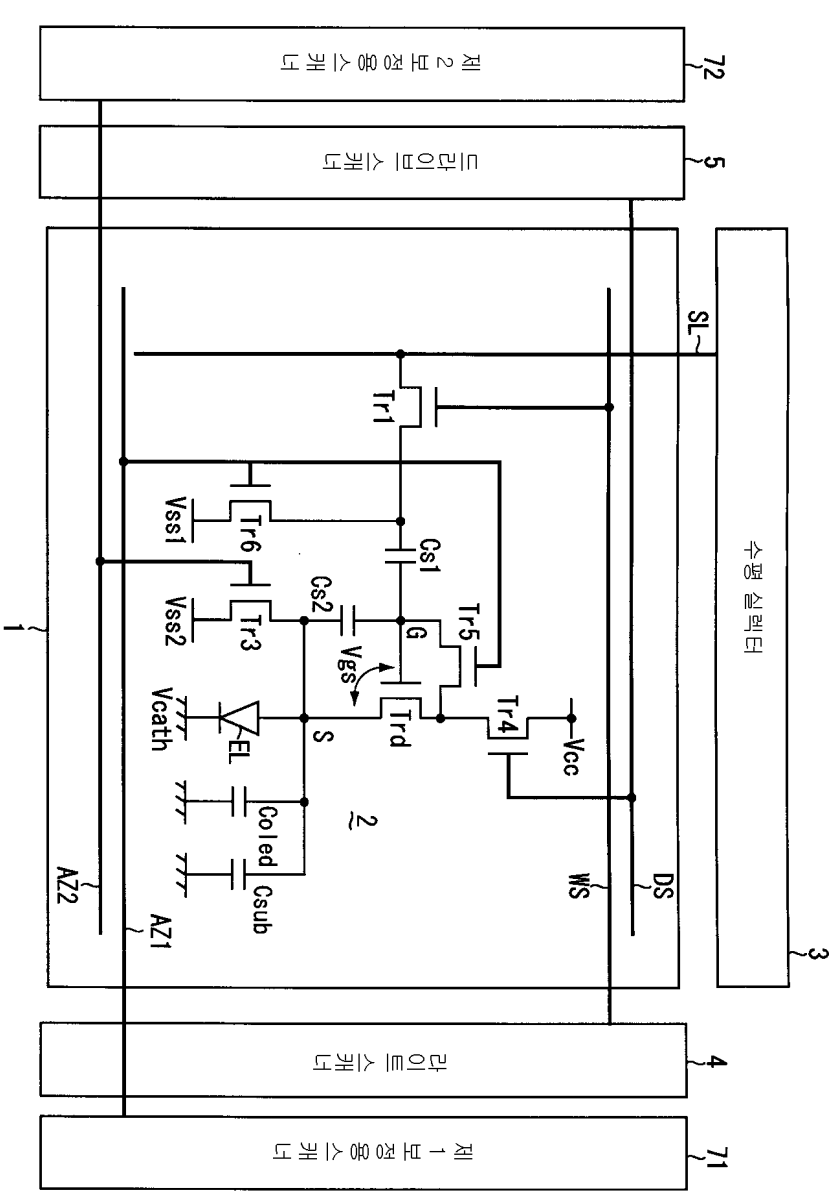 제 2 보정용스캐너
72
드라이브 스캐너
5
수평 실렉터
3
SL
Tr1
Vss1
Tr6
Cs1
Cs2
Vss2
Tr3
G
Vgs
Tr5
Trd
Tr4
Vcc
S
EL
Vcath
Coled
Csub
2
1
DS
WS
AZ2
AZ1
라이트 스캐너
4
제 1 보정용스캐너
71